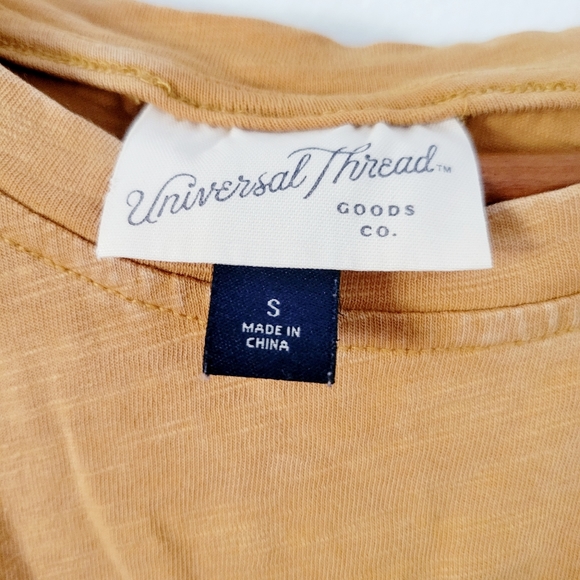 Universal Thread™
GOODS
CO.
S
MADE IN
CHINA